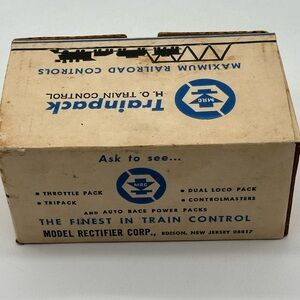 MAXIMUM RAILROAD CONTROLS
Trainpack
H. O. TRAIN CONTROL
MRC
Ask to see...
MRC
• THROTTLE PACK
• TRIPACK
• DUAL LOCO PACK
• CONTROLMASTERS
AND AUTO RACE POWER PACKS
THE FINEST IN TRAIN CONTROL
MODEL RECTIFIER CORP., EDISON, NEW JERSEY 08817